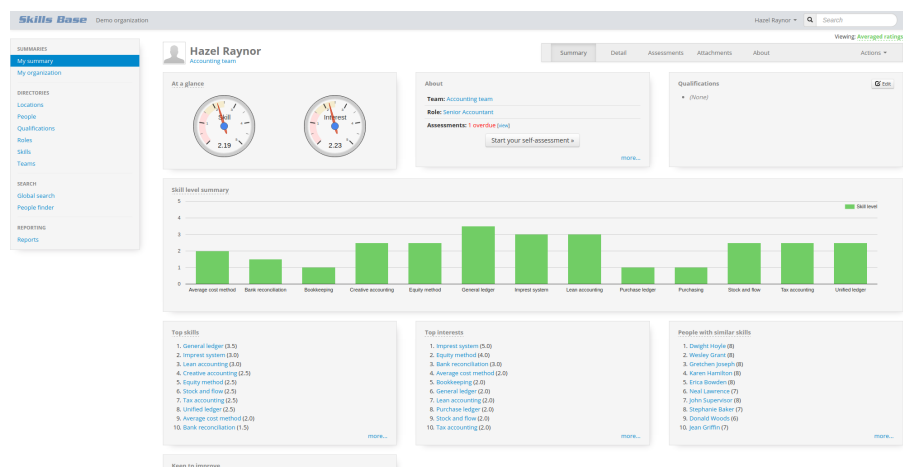 Skills Base Demo organization
Hazel Raynor
Search
Viewing: Averaged ratings
SUMMARIES
My summary
My organization
DIRECTORIES
Locations
People
Qualifications
Roles
Skills
Teams
SEARCH
Global search
People finder
REPORTING
Reports
Hazel Raynor
Accounting team
Summary Detail Assessments Attachments About Actions
At a glance
Skill
2.19
Interest
2.23
About
Team: Accounting team
Role: Senior Accountant
Assessments: 1 overdue [view]
Start your self-assessment »
more...
Qualifications
Edit
(None)
Skill level summary
Skill level
5
4
3
2
1
0
Average cost method Bank reconciliation Bookkeeping Creative accounting Equity method General ledger Imprest system Lean accounting Purchase ledger Purchasing Stock and flow Tax accounting Unified ledger
Top skills
1. General ledger (3.5)
2. Imprest system (3.0)
3. Lean accounting (3.0)
4. Creative accounting (2.5)
5. Equity method (2.5)
6. Stock and flow (2.5)
7. Tax accounting (2.5)
8. Unified ledger (2.5)
9. Average cost method (2.0)
10. Bank reconciliation (1.5)
more...
Top interests
1. Imprest system (5.0)
2. Equity method (4.0)
3. Bank reconciliation (3.0)
4. Average cost method (2.0)
5. Bookkeeping (2.0)
6. General ledger (2.0)
7. Lean accounting (2.0)
8. Purchase ledger (2.0)
9. Stock and flow (2.0)
10. Tax accounting (2.0)
more...
People with similar skills
1. Dwight Hoyle (8)
2. Wesley Grant (8)
3. Gretchen Joseph (8)
4. Karen Hamilton (8)
5. Erica Bowden (8)
6. Neal Lawrence (7)
7. John Supervisor (8)
8. Stephanie Baker (7)
9. Donald Woods (6)
10. Jean Griffin (7)
more...
Keen to improve